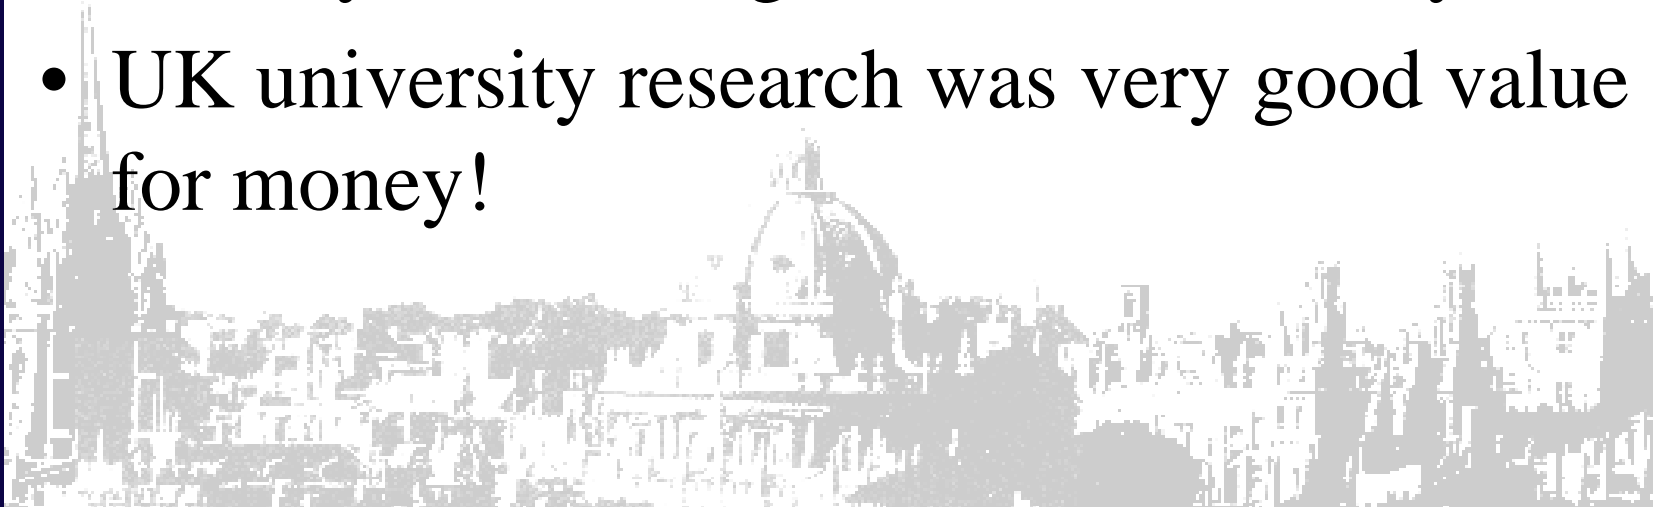 • UK university research was very good value
for money!